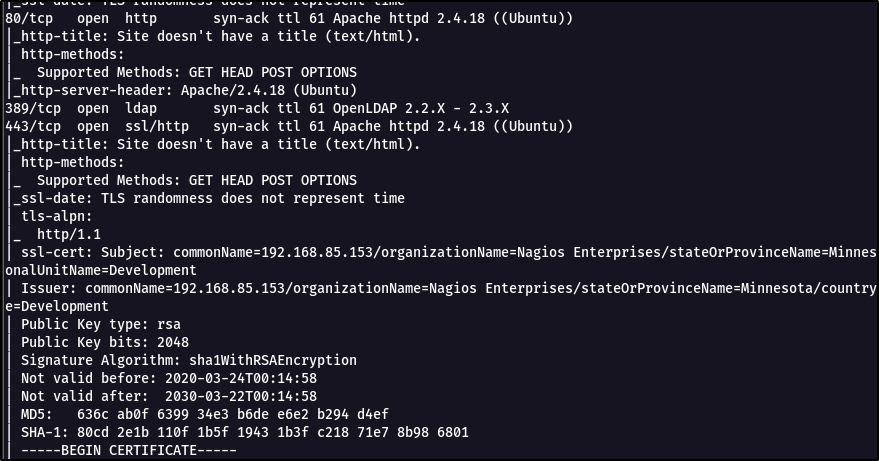 |_ssl-date: TLS randomness does not represent time
80/tcp open http syn-ack ttl 61 Apache httpd 2.4.18 ((Ubuntu))
|_http-title: Site doesn't have a title (text/html).
| http-methods:
|_ Supported Methods: GET HEAD POST OPTIONS
|_http-server-header: Apache/2.4.18 (Ubuntu)
389/tcp open ldap syn-ack ttl 61 OpenLDAP 2.2.X - 2.3.X
443/tcp open ssl/http syn-ack ttl 61 Apache httpd 2.4.18 ((Ubuntu))
|_http-title: Site doesn't have a title (text/html).
| http-methods:
|_ Supported Methods: GET HEAD POST OPTIONS
|_ssl-date: TLS randomness does not represent time
| tls-alpn:
|_ http/1.1
| ssl-cert: Subject: commonName=192.168.85.153/organizationName=Nagios Enterprises/stateOrProvinceName=Minnes
onalUnitName=Development
| Issuer: commonName=192.168.85.153/organizationName=Nagios Enterprises/stateOrProvinceName=Minnesota/country
e=Development
| Public Key type: rsa
| Public Key bits: 2048
| Signature Algorithm: sha1WithRSAEncryption
| Not valid before: 2020-03-24T00:14:58
| Not valid after: 2030-03-22T00:14:58
| MD5: 636c ab0f 6399 34e3 b6de e6e2 b294 d4ef
| SHA-1: 80cd 2e1b 110f 1b5f 1943 1b3f c218 71e7 8b98 6801
| -----BEGIN CERTIFICATE-----